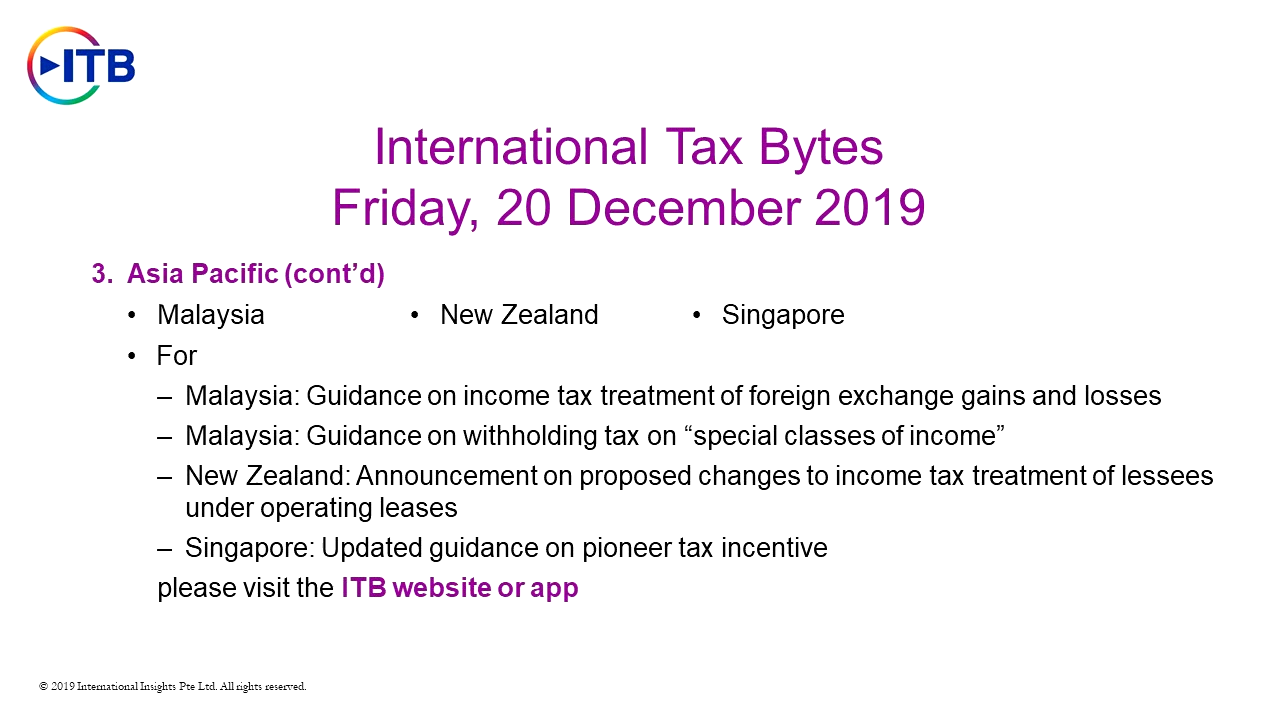 ITB
International Tax Bytes
Friday, 20 December 2019
3. Asia Pacific (cont’d)
• Malaysia • New Zealand • Singapore
• For
– Malaysia: Guidance on income tax treatment of foreign exchange gains and losses
– Malaysia: Guidance on withholding tax on “special classes of income”
– New Zealand: Announcement on proposed changes to income tax treatment of lessees
under operating leases
– Singapore: Updated guidance on pioneer tax incentive
please visit the ITB website or app
© 2019 International Insights Pte Ltd. All rights reserved.